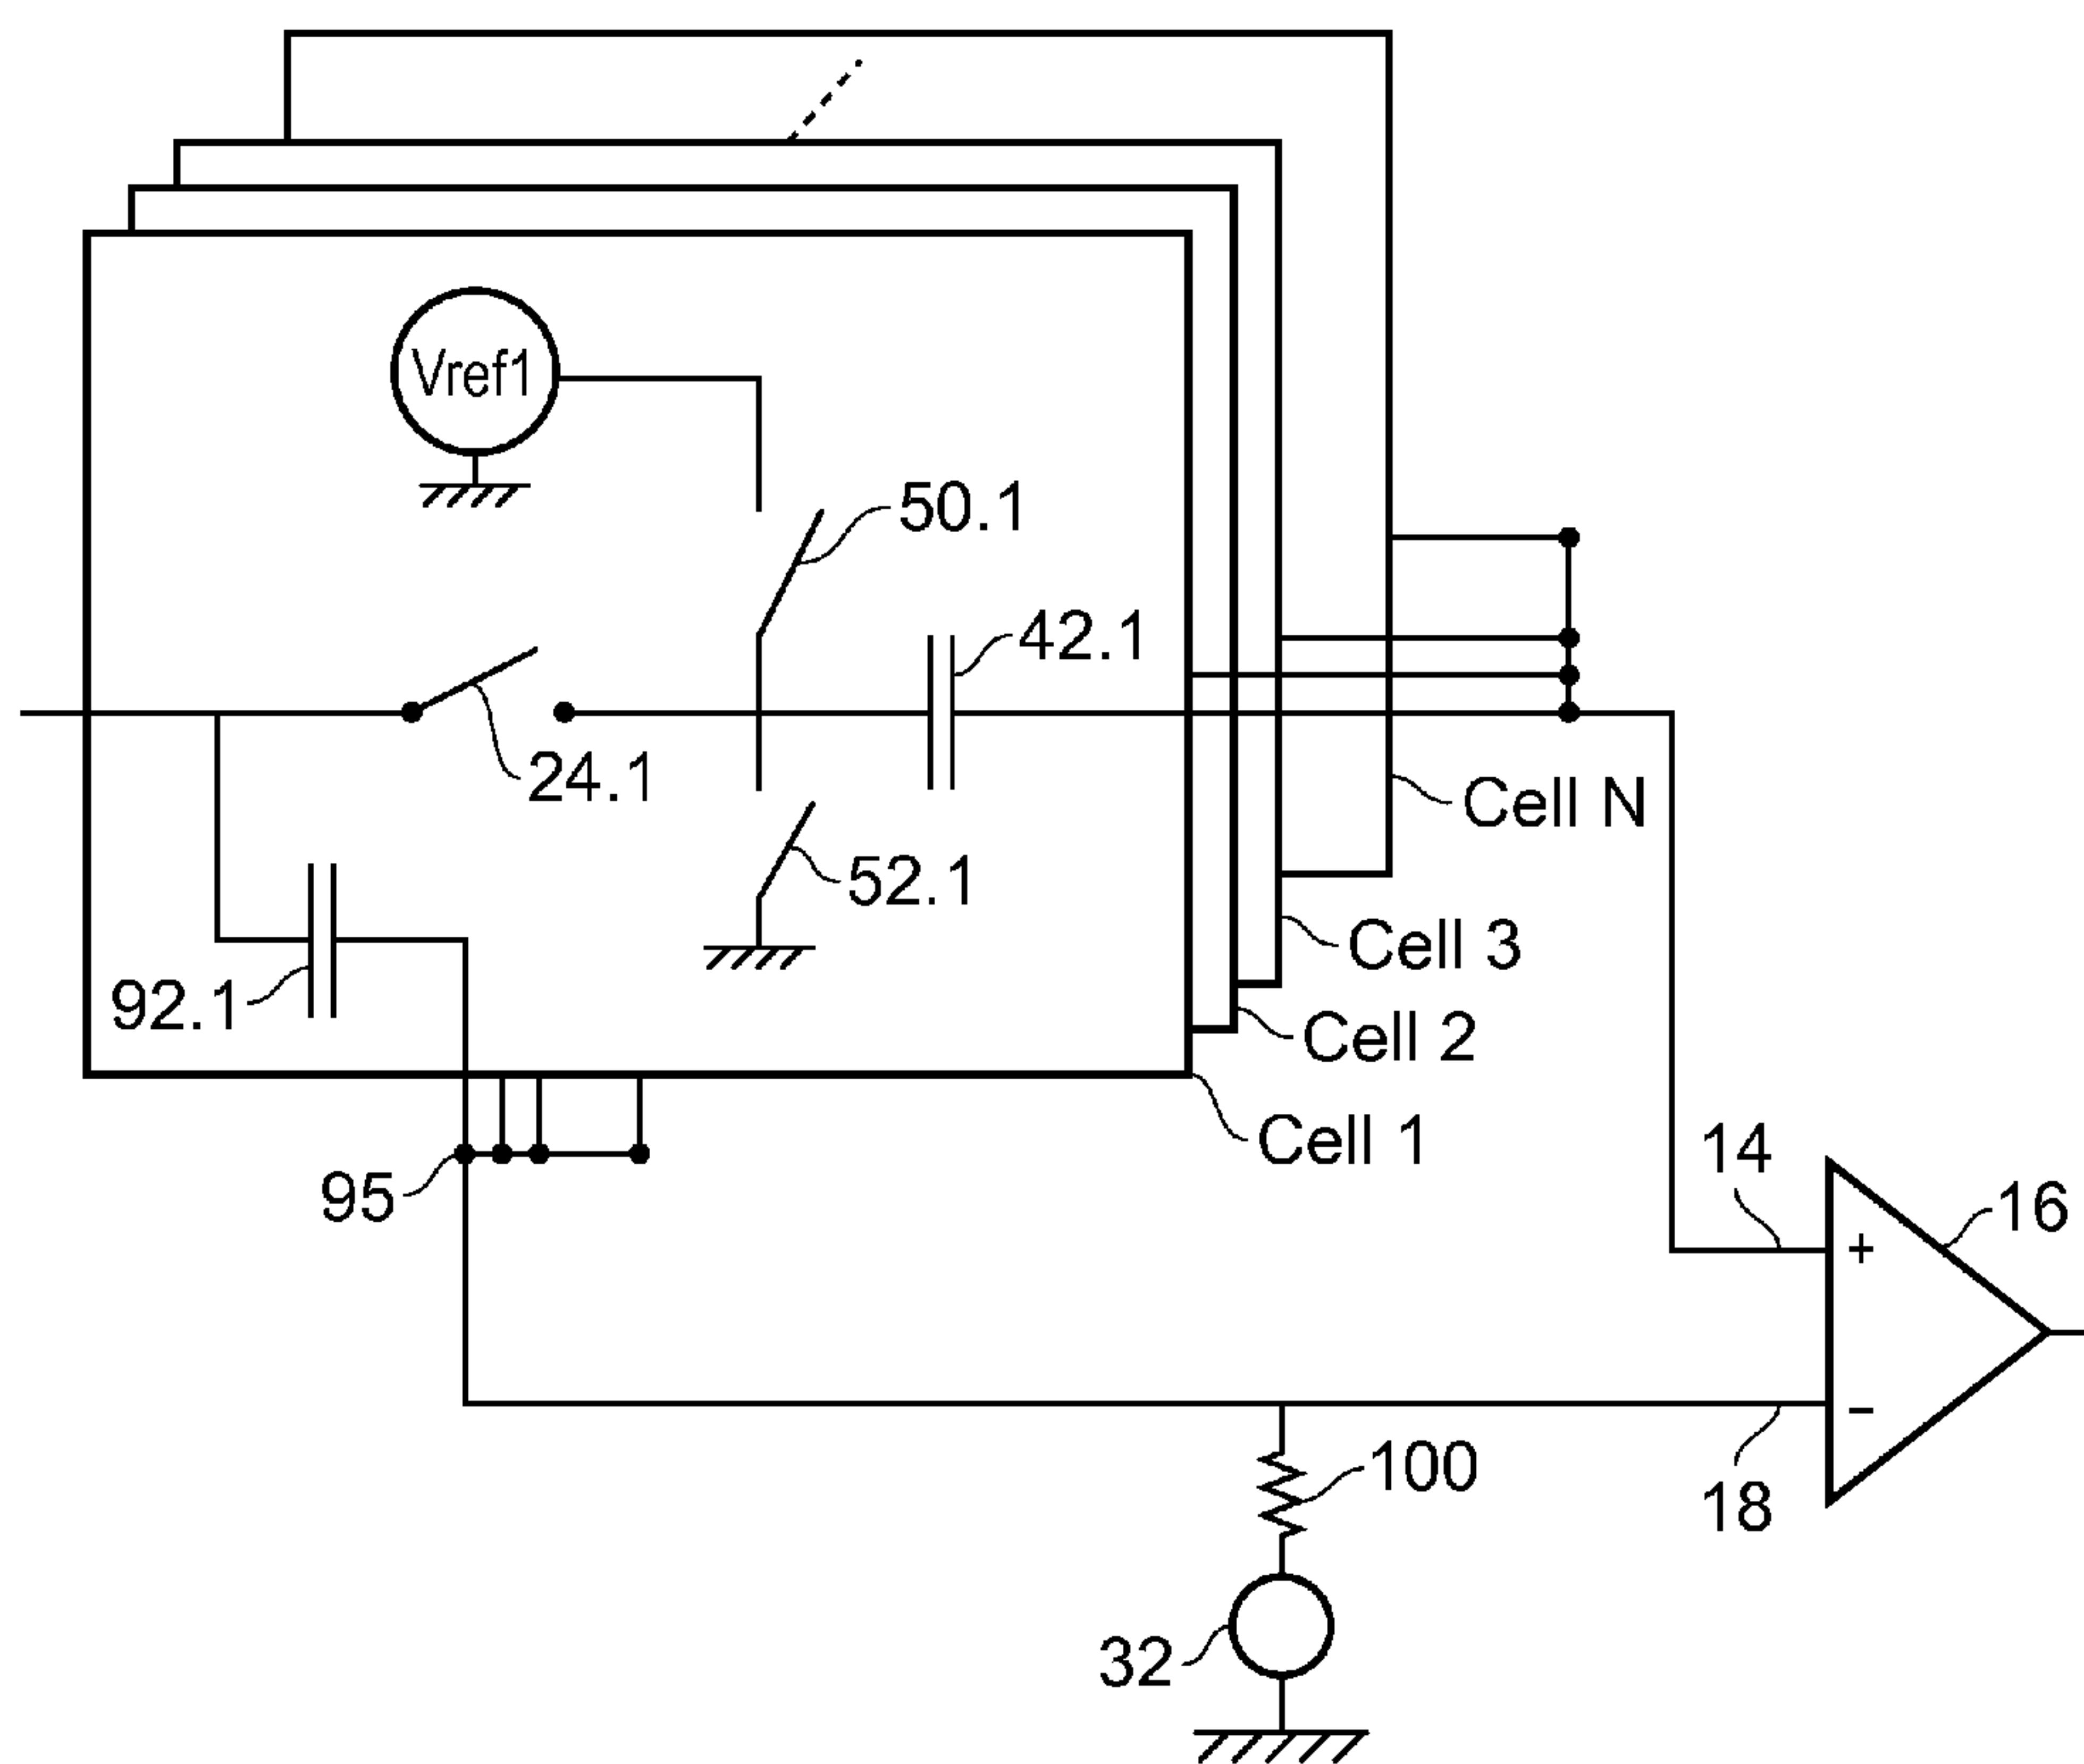 Vref1
50.1
42.1
24.1
Cell N
52.1
Cell 3
92.1
Cell 2
Cell 1
95
14
16
+
−
100
18
32